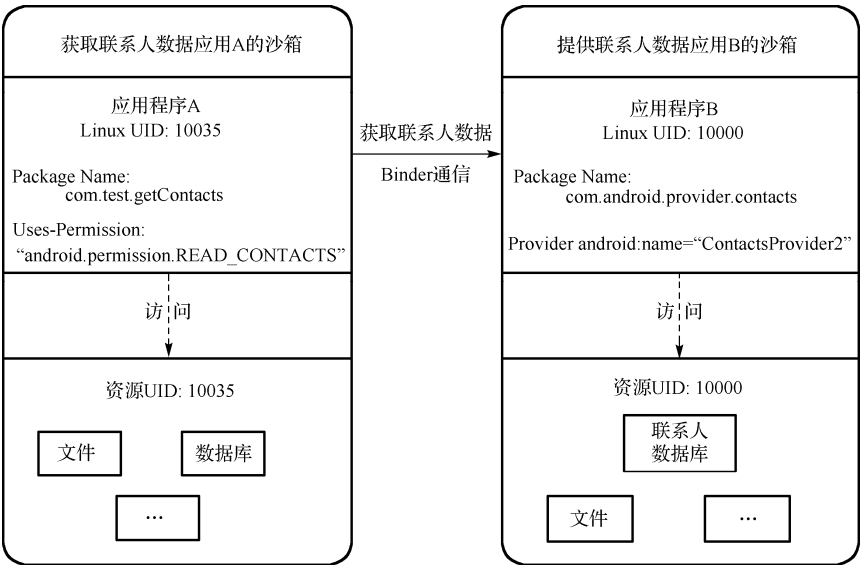 获取联系人数据应用A的沙箱
应用程序A
Linux UID: 10035
Package Name:
com.test.getContacts
Uses-Permission:
“android.permission.READ_CONTACTS”
访问
资源UID: 10035
文件
数据库
...
获取联系人数据
Binder通信
提供联系人数据应用B的沙箱
应用程序B
Linux UID: 10000
Package Name:
com.android.provider.contacts
Provider android:name=“ContactsProvider2”
访问
资源UID: 10000
联系人
数据库
文件
...